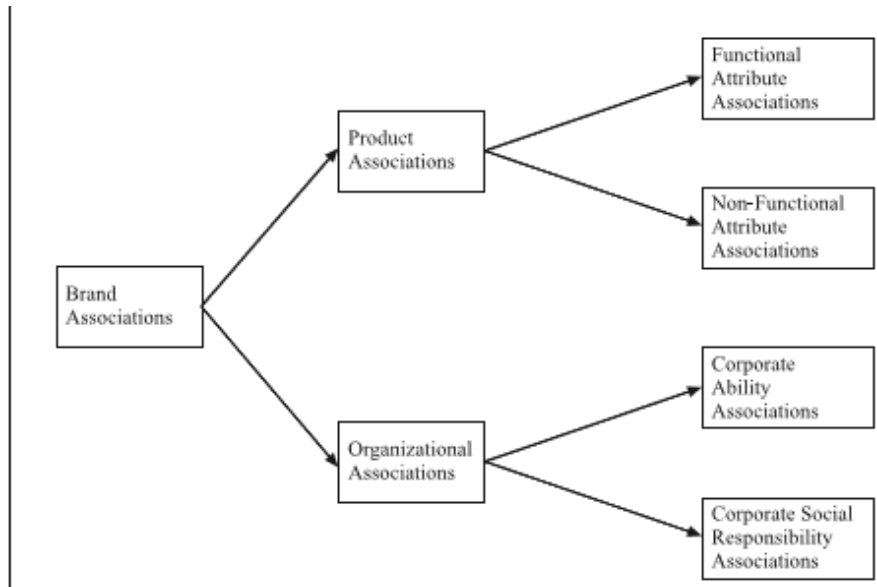 Functional
Attribute
Associations
Product
Associations
Non-Functional
Attribute
Associations
Brand
Associations
Corporate
Ability
Associations
Organizational
Associations
Corporate Social
Responsibility
Associations